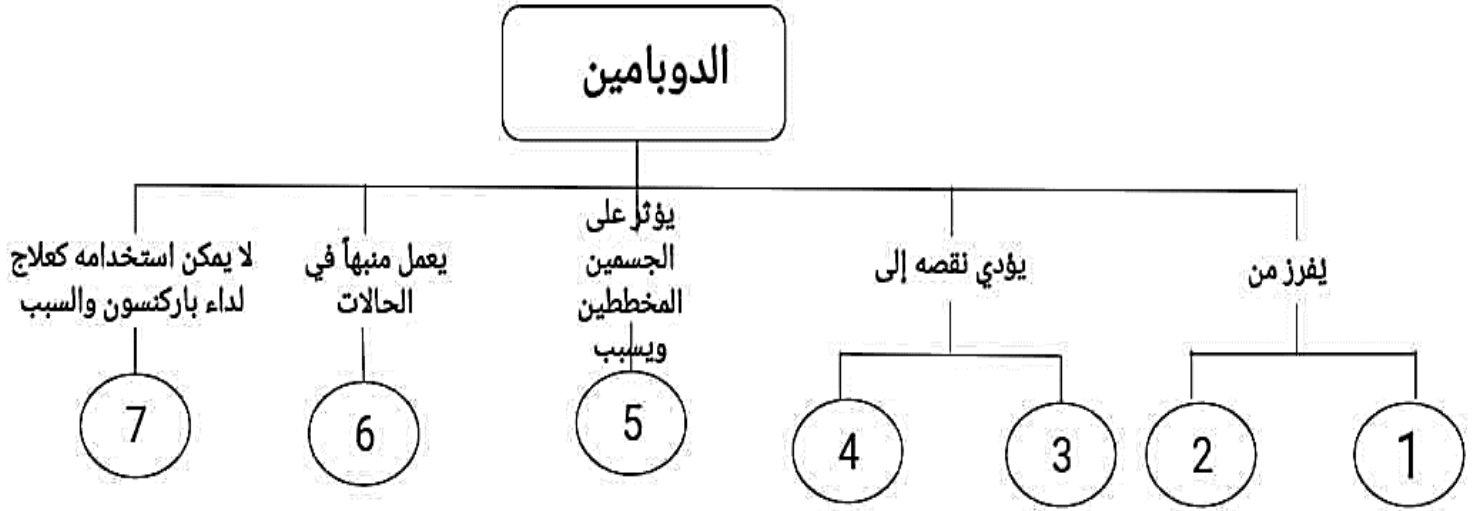 الدوبامين
يُفرز من
يؤدي نقصه إلى
يؤثر على
الجسمين
المخططين
ويسبب
يعمل منبهاً في
الحالات
لا يمكن استخدامه كعلاج
لداء باركنسون والسبب
1
2
3
4
5
6
7